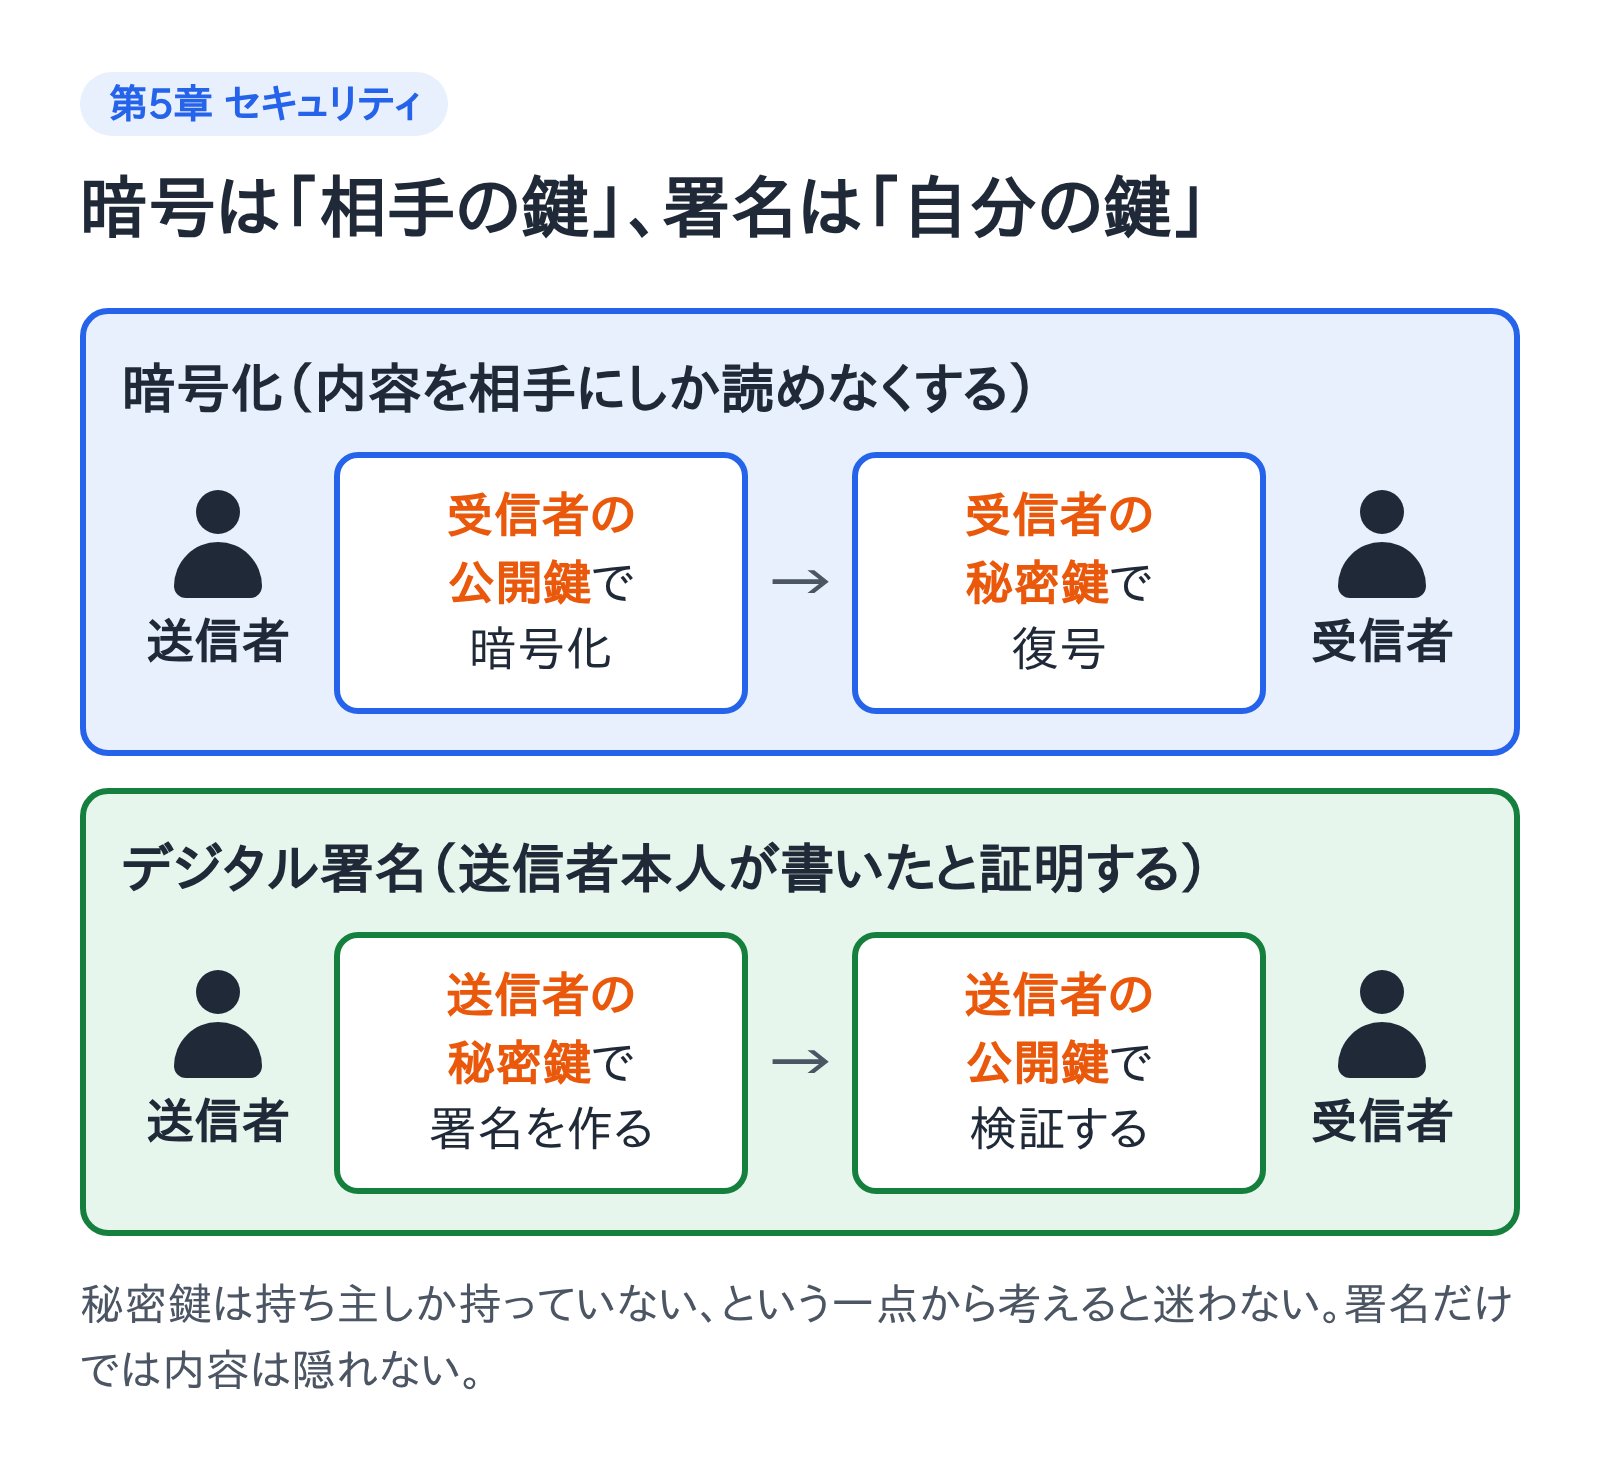 第5章 セキュリティ
暗号は「相手の鍵」、署名は「自分の鍵」
暗号化（内容を相手にしか読めなくする）
送信者
受信者の
公開鍵で
暗号化
→
受信者の
秘密鍵で
復号
受信者
デジタル署名（送信者本人が書いたと証明する）
送信者
送信者の
秘密鍵で
署名を作る
→
送信者の
公開鍵で
検証する
受信者
秘密鍵は持ち主しか持っていない、という一点から考えると迷わない。署名だけ
では内容は隠れない。